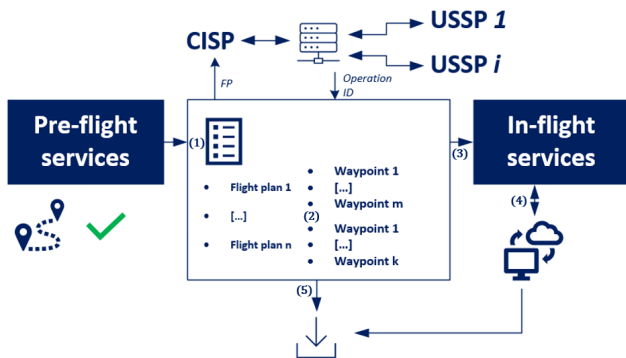 CISP
USSP 1
USSP i
FP
Operation
ID
Pre-flight
services
(1)
(3)
In-flight
services
Flight plan 1
[...]
Flight plan n
(2)
Waypoint 1
[...]
Waypoint m
Waypoint 1
[...]
Waypoint k
(4)
(5)